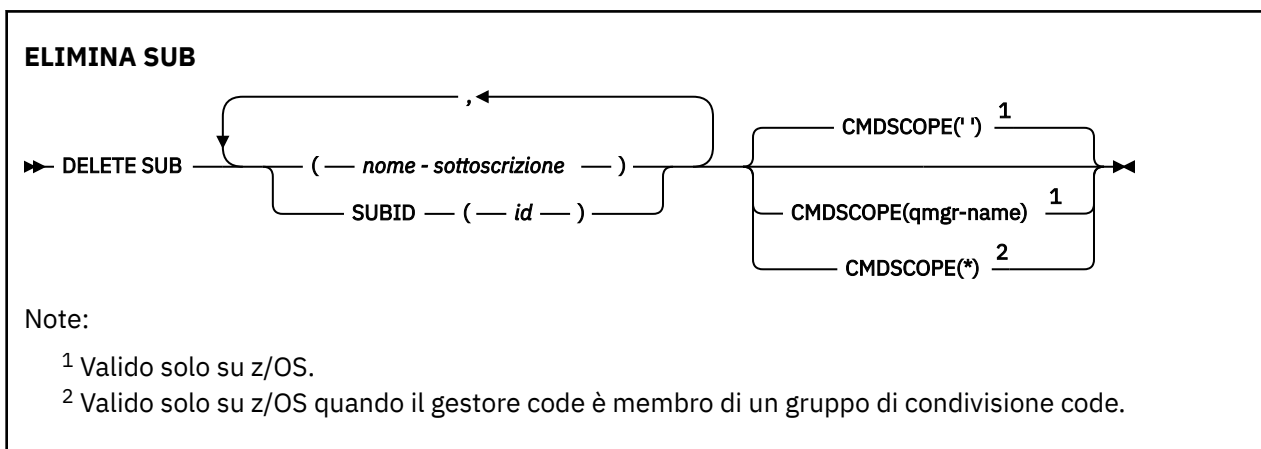 ELIMINA SUB
,
DELETE SUB ( nome - sottoscrizione ) CMDSCOPE(' ') 1
SUBID ( id ) CMDSCOPE(qmgr-name) 1
CMDSCOPE(*) 2
Note:
1 Valido solo su z/OS.
2 Valido solo su z/OS quando il gestore code è membro di un gruppo di condivisione code.